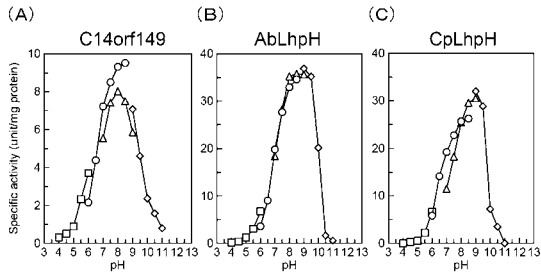 (A)
C14orf149
(B)
AbLhpH
(C)
CpLhpH
Specific activity (unit/mg protein)
10
8
6
4
2
0
3 4 5 6 7 8 9 10 11 12 13
pH
40
30
20
10
0
3 4 5 6 7 8 9 10 11 12 13
pH
40
30
20
10
0
3 4 5 6 7 8 9 10 11 12 13
pH